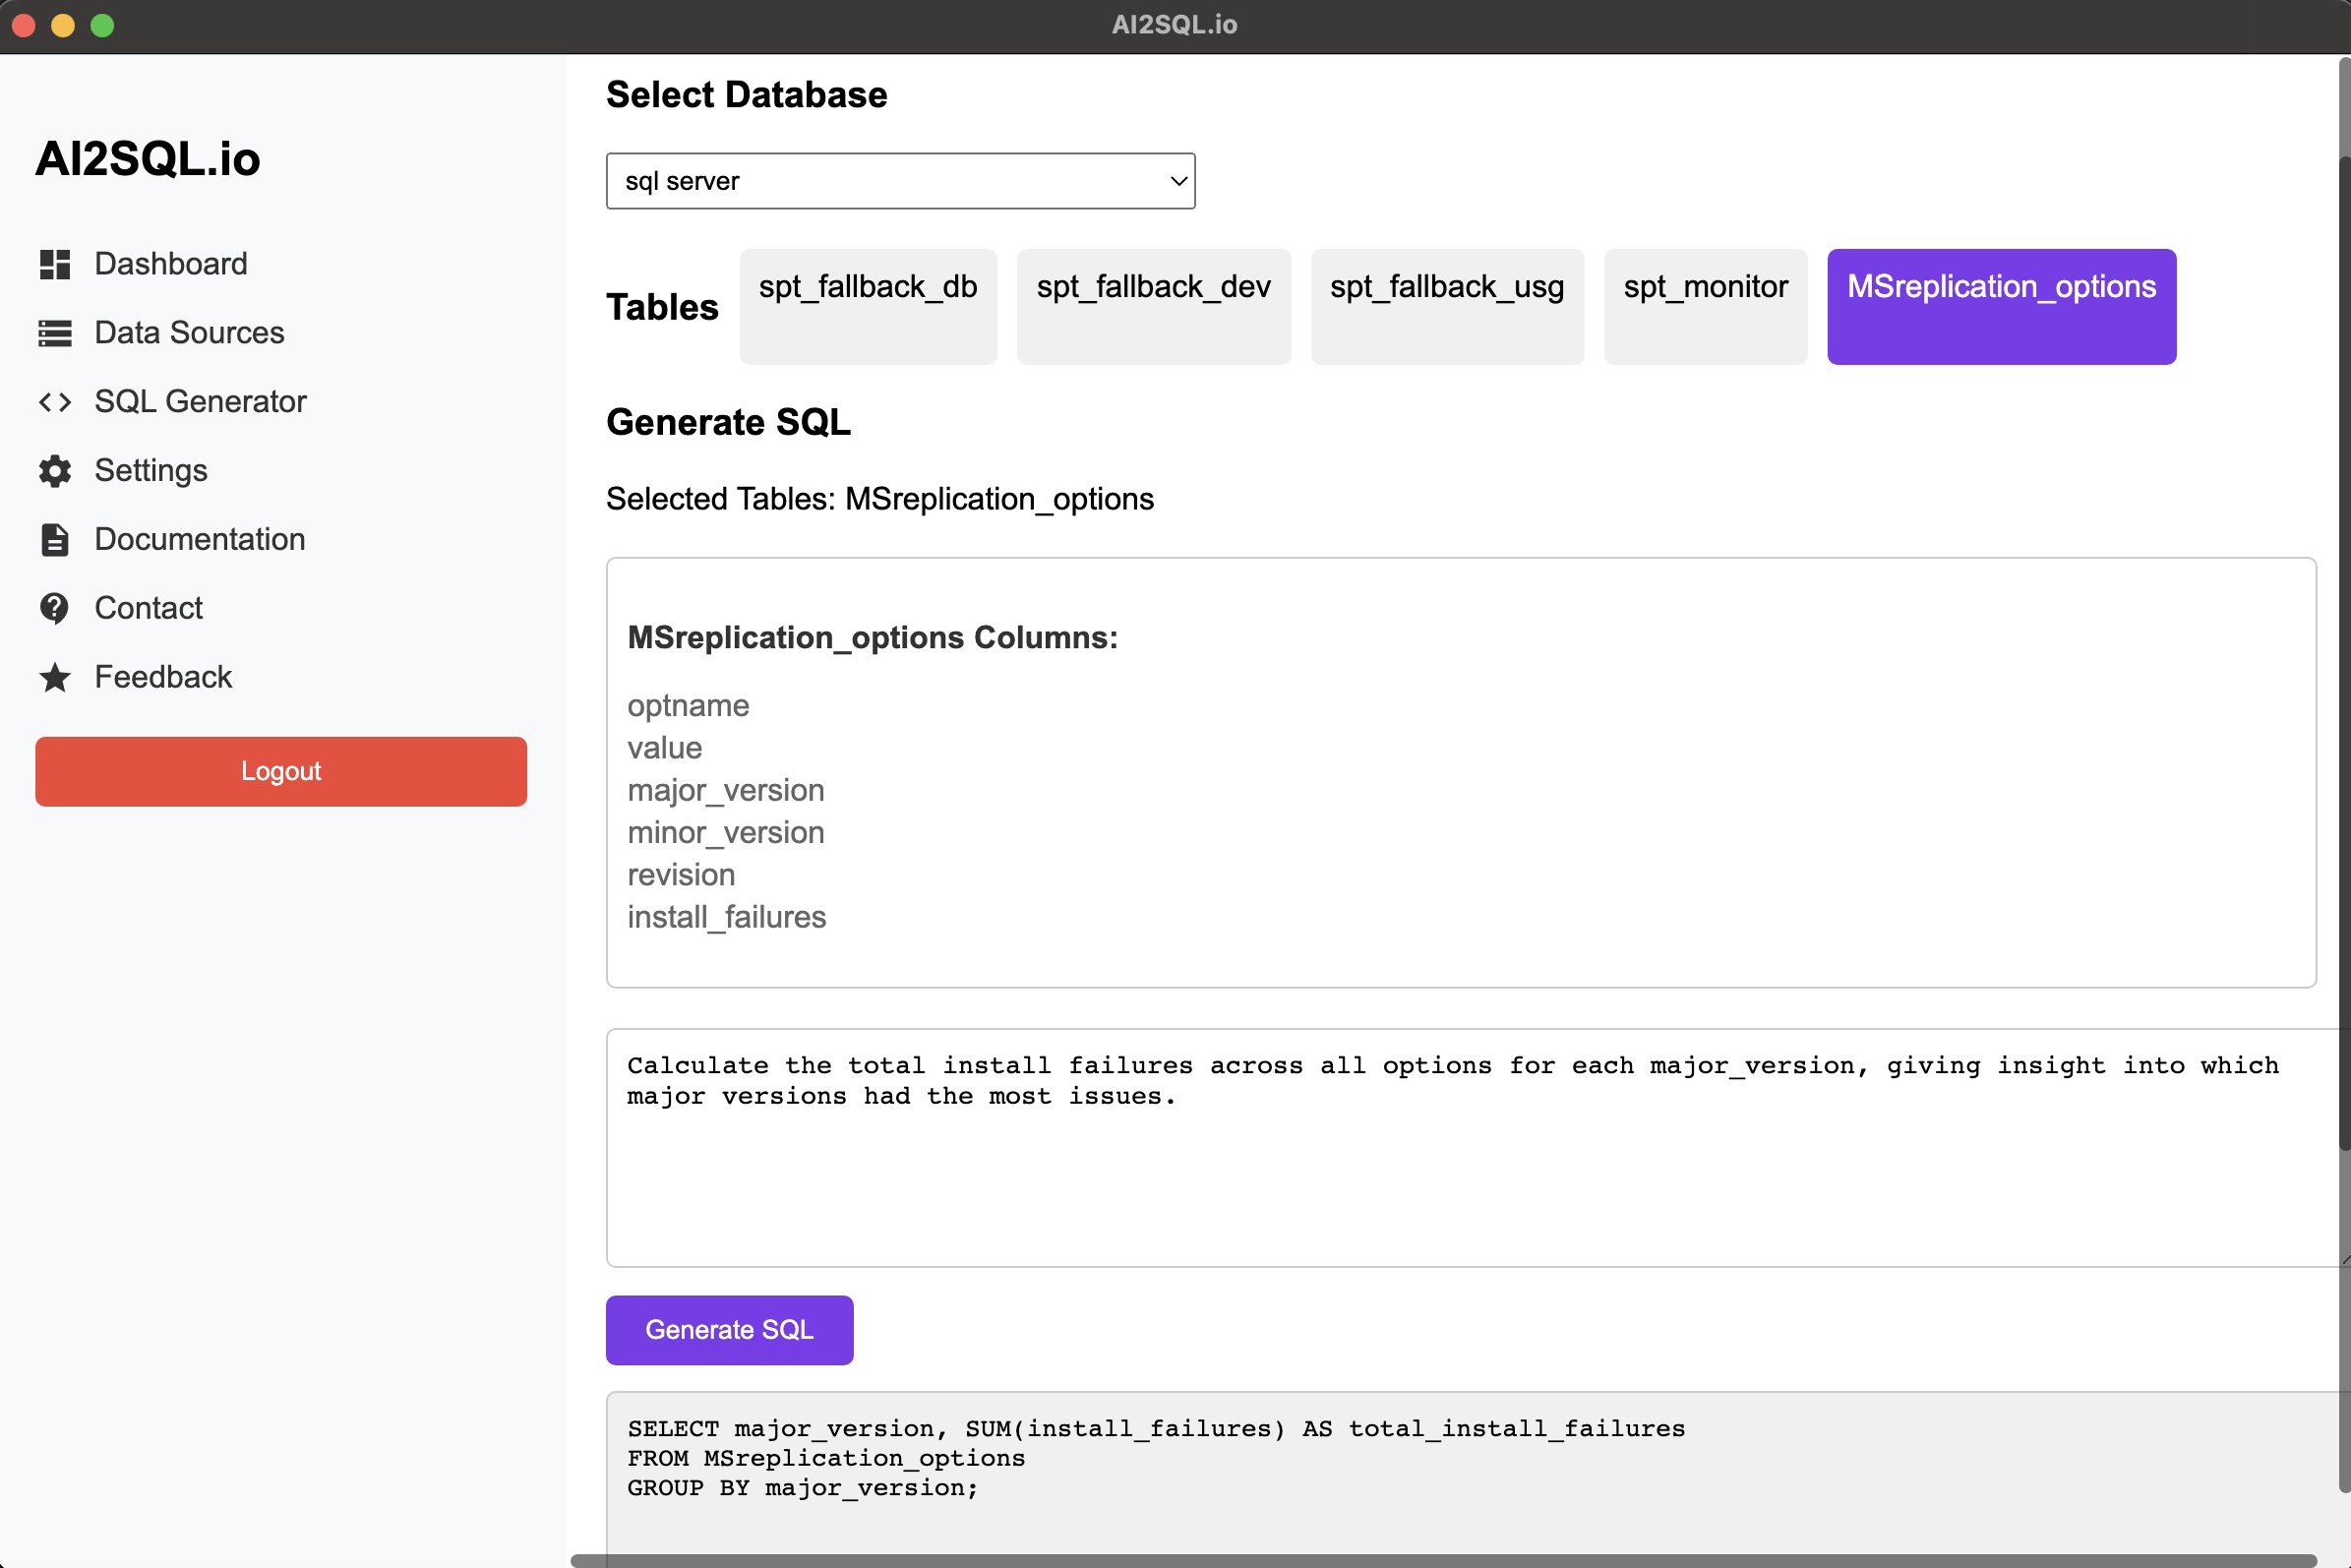 AI2SQL.io
AI2SQL.io
Dashboard
Data Sources
SQL Generator
Settings
Documentation
Contact
Feedback
Logout
Select Database
sql server
Tables
spt_fallback_db
spt_fallback_dev
spt_fallback_usg
spt_monitor
MSreplication_options
Generate SQL
Selected Tables: MSreplication_options
MSreplication_options Columns:
optname
value
major_version
minor_version
revision
install_failures
Calculate the total install failures across all options for each major_version, giving insight into which
major versions had the most issues.
Generate SQL
SELECT major_version, SUM(install_failures) AS total_install_failures
FROM MSreplication_options
GROUP BY major_version;